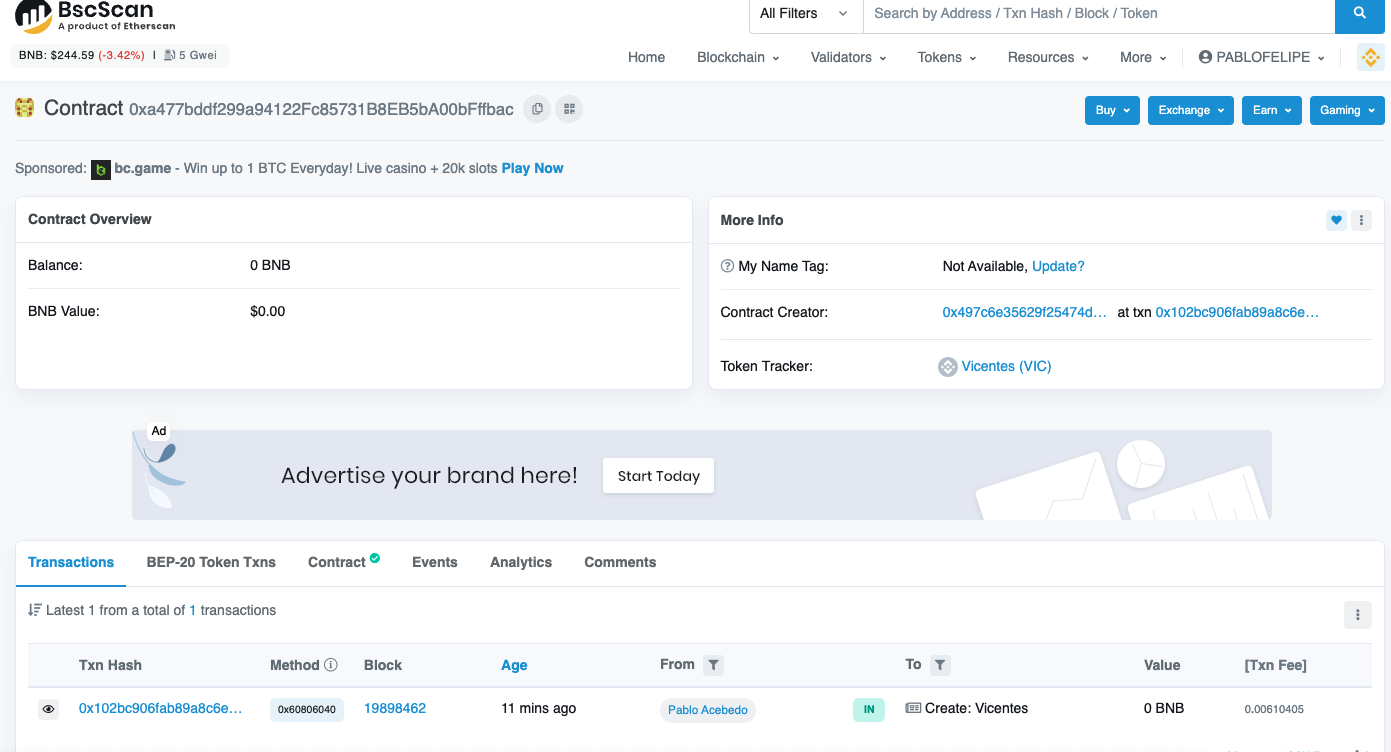 BscScan
A product of Etherscan
All Filters
Search by Address / Txn Hash / Block / Token
BNB: $244.59 (-3.42%) | 5 Gwei
Home Blockchain Validators Tokens Resources More PABLOFELIPE
Contract 0xa477bddf299a94122Fc85731B8EB5bA00bFffbac
Buy Exchange Earn Gaming
Sponsored: bc.game - Win up to 1 BTC Everyday! Live casino + 20k slots Play Now
Contract Overview
Balance: 0 BNB
BNB Value: $0.00
More Info
My Name Tag: Not Available, Update?
Contract Creator: 0x497c6e35629f25474d... at txn 0x102bc906fab89a8c6e...
Token Tracker: Vicentes (VIC)
Ad
Advertise your brand here! Start Today
Transactions BEP-20 Token Txns Contract Events Analytics Comments
Latest 1 from a total of 1 transactions
Txn Hash Method Block Age From To Value [Txn Fee]
0x102bc906fab89a8c6e... 0x60806040 19898462 11 mins ago Pablo Acebedo IN Create: Vicentes 0 BNB 0.00610405